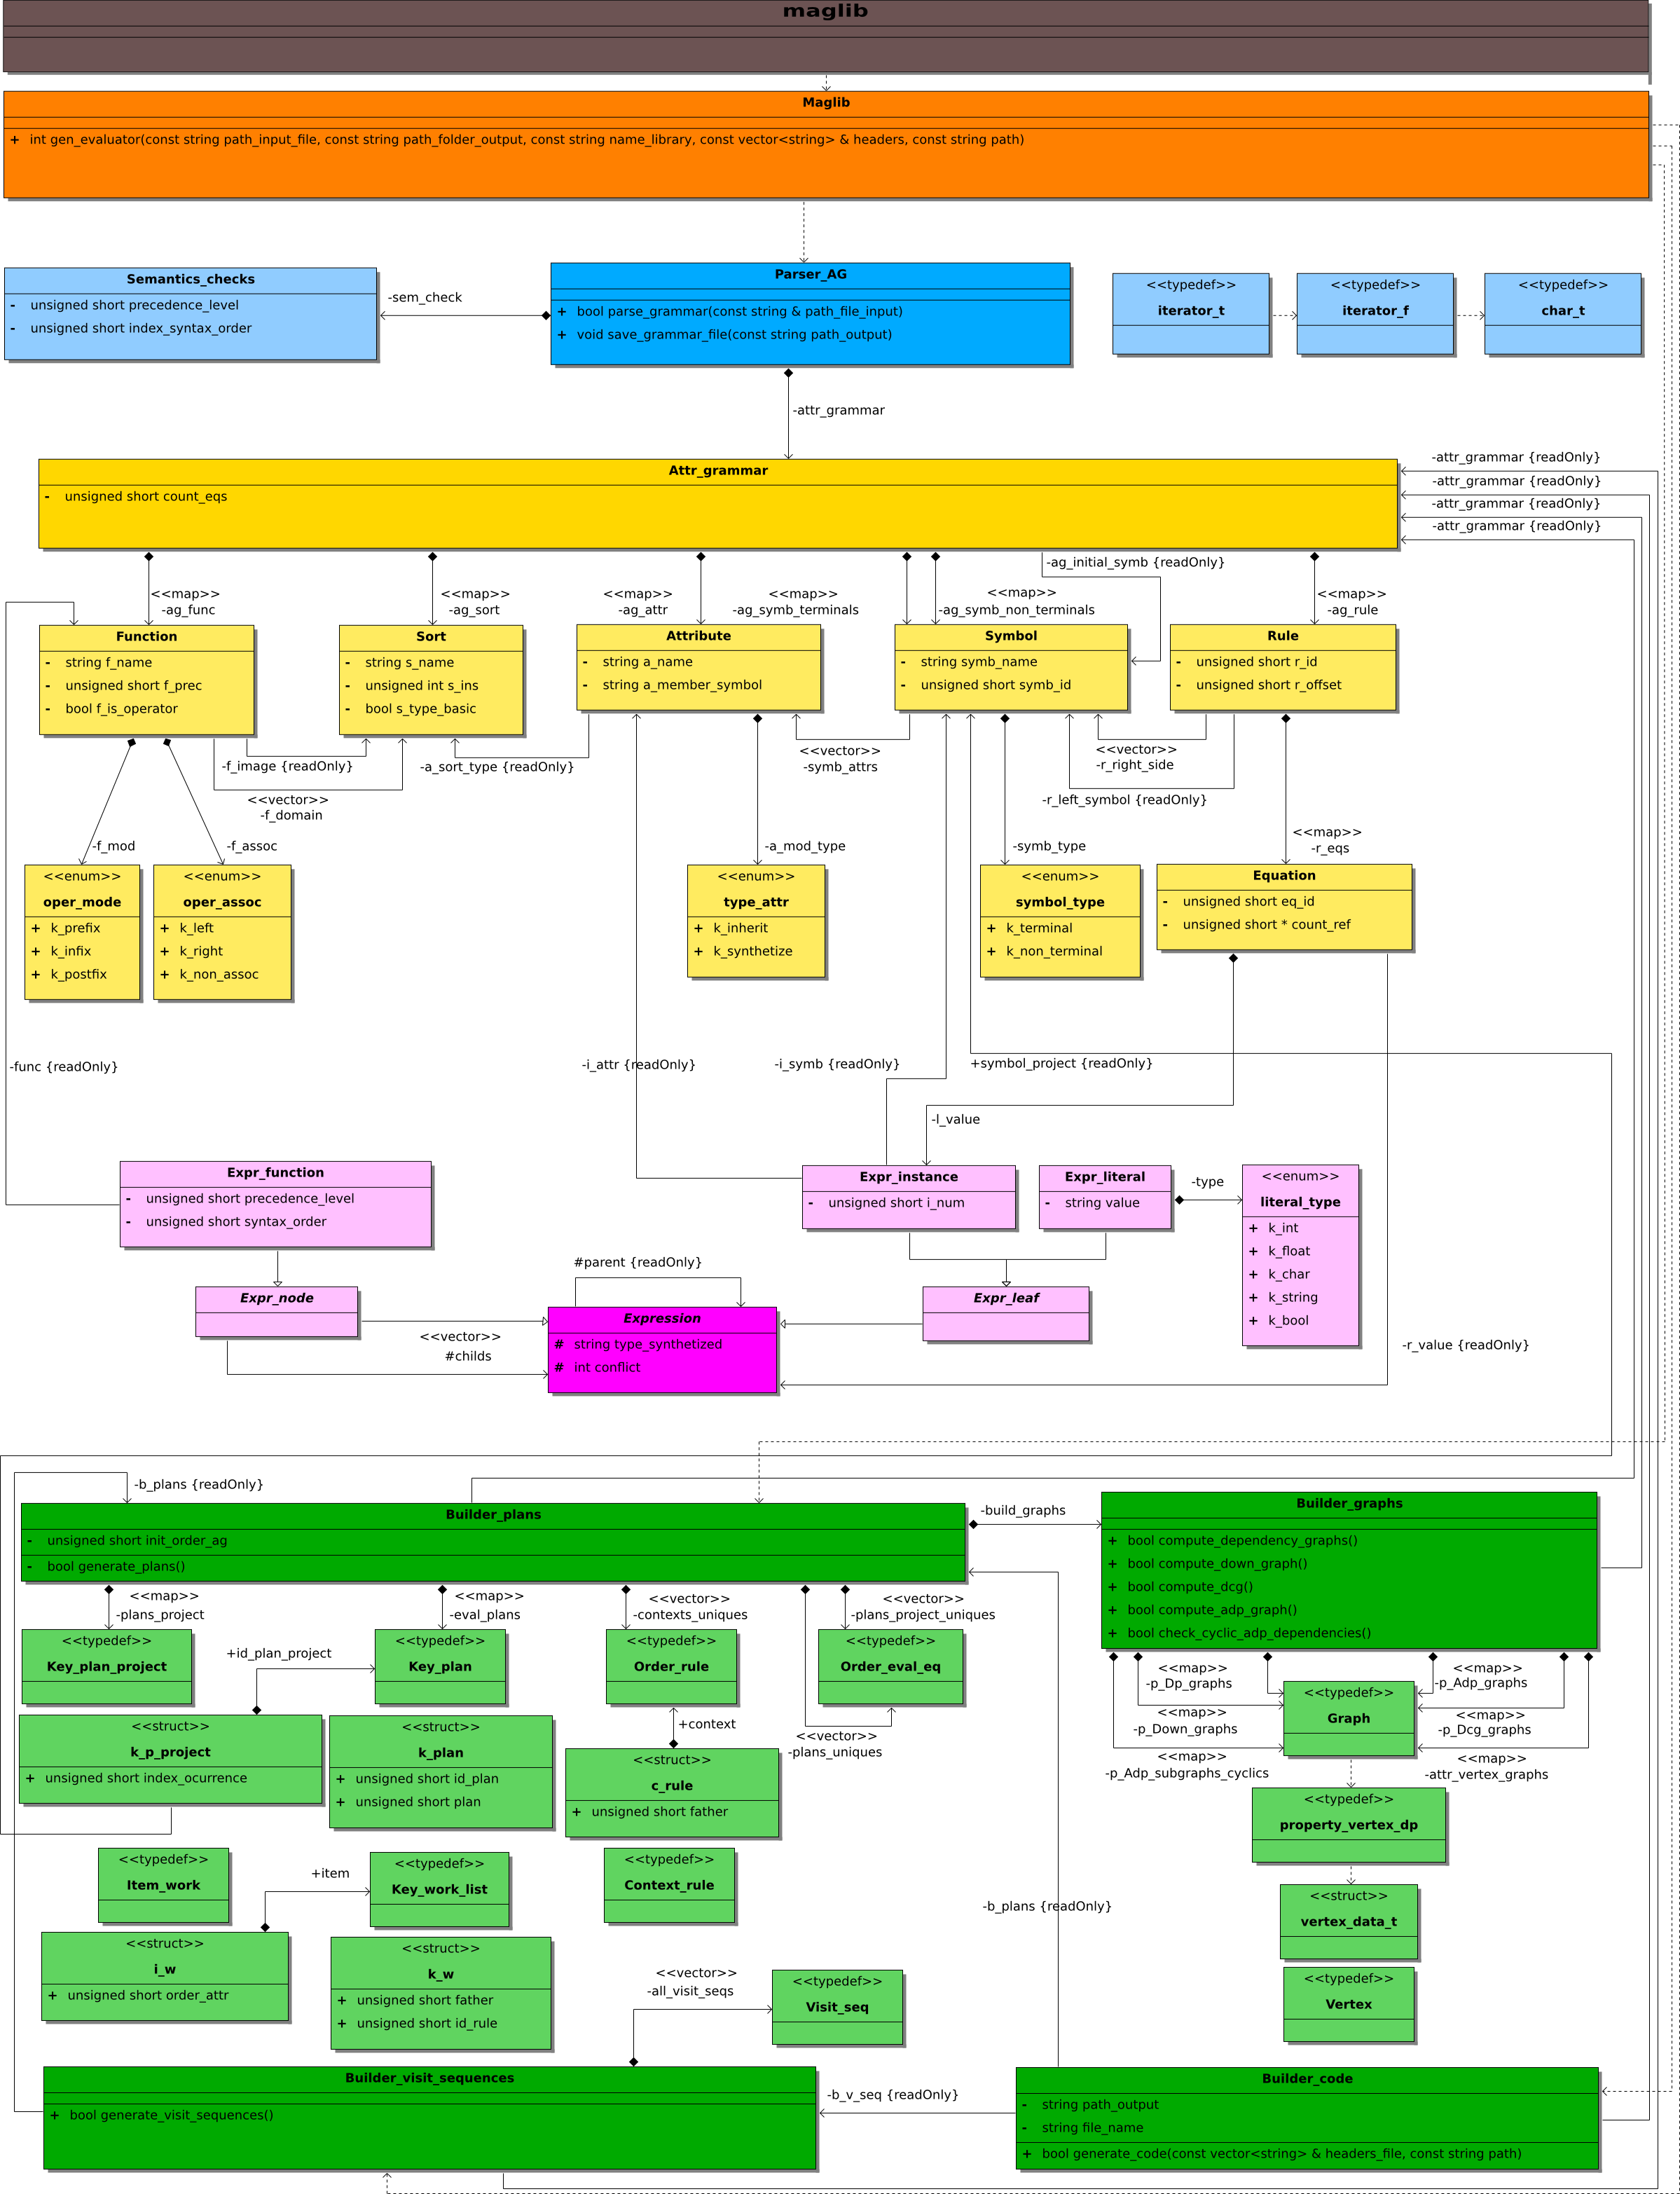 maglib
Maglib
+ int gen_evaluator(const string path_input_file, const string path_folder_output, const string name_library, const vector<string> & headers, const string path)
Semantics_checks
- unsigned short precedence_level
- unsigned short index_syntax_order
-sem_check
Parser_AG
+ bool parse_grammar(const string & path_file_input)
+ void save_grammar_file(const string path_output)
<<typedef>>
iterator_t
<<typedef>>
iterator_f
<<typedef>>
char_t
-attr_grammar
Attr_grammar
- unsigned short count_eqs
-attr_grammar {readOnly}
-attr_grammar {readOnly}
-attr_grammar {readOnly}
-attr_grammar {readOnly}
<<map>>
-ag_func
<<map>>
-ag_sort
<<map>>
-ag_attr
<<map>>
-ag_symb_terminals
<<map>>
-ag_symb_non_terminals
-ag_initial_symb {readOnly}
<<map>>
-ag_rule
Function
- string f_name
- unsigned short f_prec
- bool f_is_operator
Sort
- string s_name
- unsigned int s_ins
- bool s_type_basic
Attribute
- string a_name
- string a_member_symbol
Symbol
- string symb_name
- unsigned short symb_id
Rule
- unsigned short r_id
- unsigned short r_offset
-f_image {readOnly}
<<vector>>
-f_domain
-a_sort_type {readOnly}
<<vector>>
-symb_attrs
<<vector>>
-r_right_side
-r_left_symbol {readOnly}
-f_mod
-f_assoc
-a_mod_type
-symb_type
<<map>>
-r_eqs
<<enum>>
oper_mode
+ k_prefix
+ k_infix
+ k_postfix
<<enum>>
oper_assoc
+ k_left
+ k_right
+ k_non_assoc
<<enum>>
type_attr
+ k_inherit
+ k_synthetize
<<enum>>
symbol_type
+ k_terminal
+ k_non_terminal
Equation
- unsigned short eq_id
- unsigned short * count_ref
-func {readOnly}
-i_attr {readOnly}
-i_symb {readOnly}
+symbol_project {readOnly}
-l_value
Expr_function
- unsigned short precedence_level
- unsigned short syntax_order
Expr_instance
- unsigned short i_num
Expr_literal
- string value
-type
<<enum>>
literal_type
+ k_int
+ k_float
+ k_char
+ k_string
+ k_bool
#parent {readOnly}
Expr_node
<<vector>>
#childs
Expression
# string type_synthetized
# int conflict
Expr_leaf
-r_value {readOnly}
-b_plans {readOnly}
Builder_plans
- unsigned short init_order_ag
- bool generate_plans()
-build_graphs
Builder_graphs
+ bool compute_dependency_graphs()
+ bool compute_down_graph()
+ bool compute_dcg()
+ bool compute_adp_graph()
+ bool check_cyclic_adp_dependencies()
<<map>>
-plans_project
<<map>>
-eval_plans
<<vector>>
-contexts_uniques
<<vector>>
-plans_project_uniques
<<typedef>>
Key_plan_project
+id_plan_project
<<typedef>>
Key_plan
<<typedef>>
Order_rule
<<typedef>>
Order_eval_eq
<<map>>
-p_Dp_graphs
<<map>>
-p_Down_graphs
<<map>>
-p_Adp_subgraphs_cyclics
<<typedef>>
Graph
<<map>>
-p_Adp_graphs
<<map>>
-p_Dcg_graphs
<<map>>
-attr_vertex_graphs
<<struct>>
k_p_project
+ unsigned short index_ocurrence
<<struct>>
k_plan
+ unsigned short id_plan
+ unsigned short plan
+context
<<vector>>
-plans_uniques
<<struct>>
c_rule
+ unsigned short father
<<typedef>>
property_vertex_dp
<<typedef>>
Item_work
+item
<<typedef>>
Key_work_list
<<typedef>>
Context_rule
-b_plans {readOnly}
<<struct>>
vertex_data_t
<<struct>>
i_w
+ unsigned short order_attr
<<struct>>
k_w
+ unsigned short father
+ unsigned short id_rule
<<vector>>
-all_visit_seqs
<<typedef>>
Visit_seq
<<typedef>>
Vertex
Builder_visit_sequences
+ bool generate_visit_sequences()
-b_v_seq {readOnly}
Builder_code
- string path_output
- string file_name
+ bool generate_code(const vector<string> & headers_file, const string path)